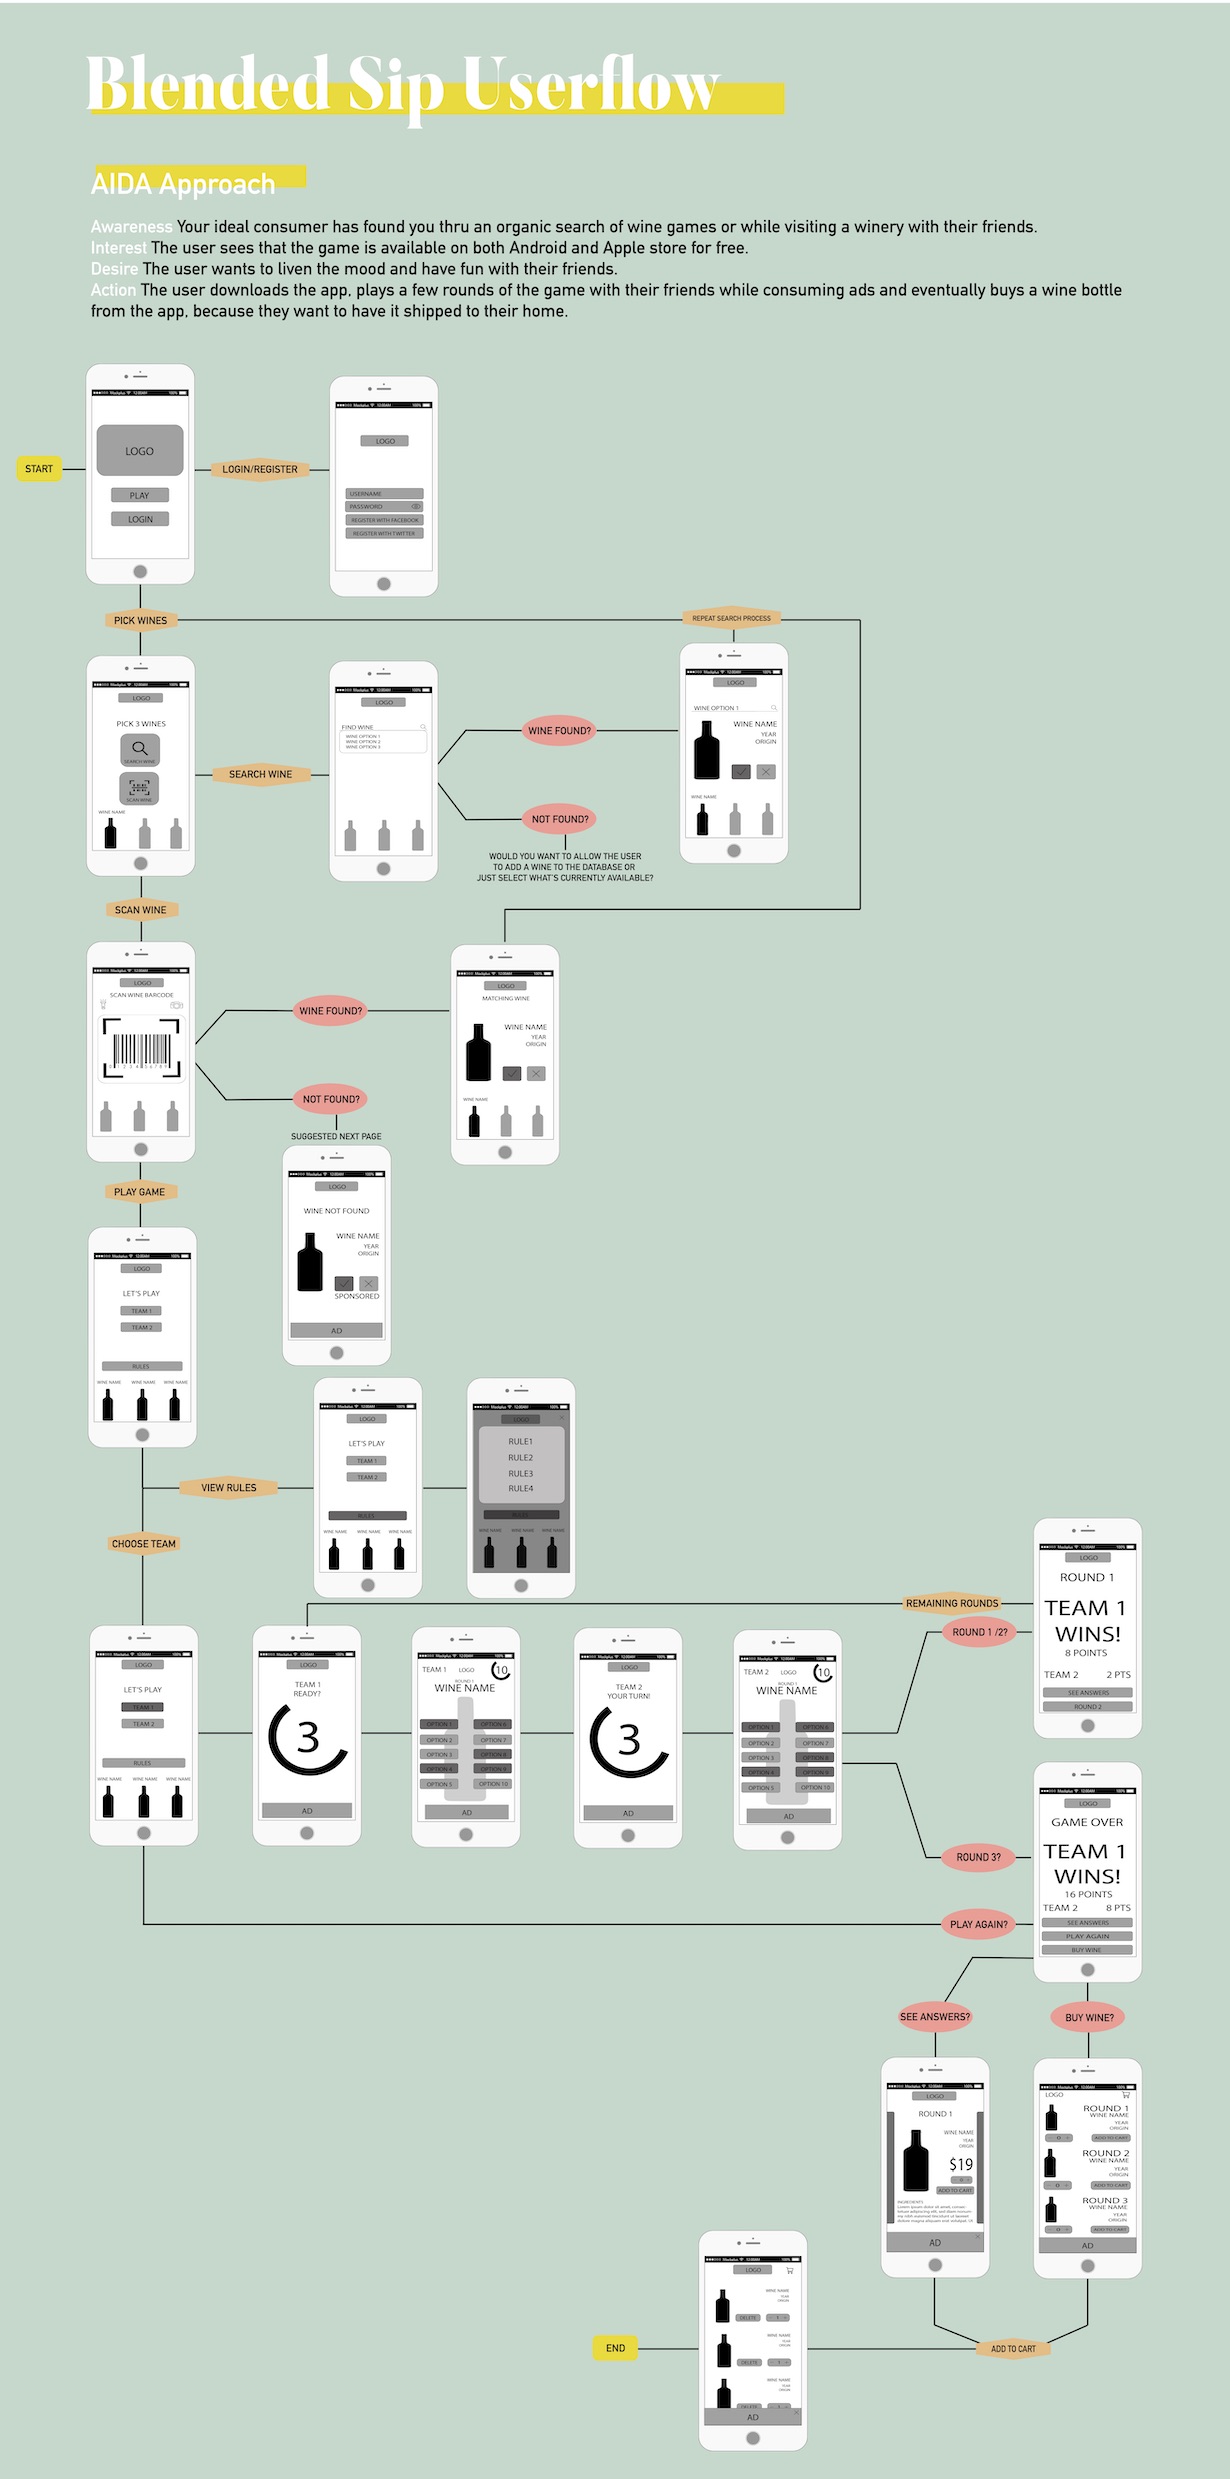 Blended Sip Userflow
AIDA Approach
Awareness Your ideal consumer has found you thru an organic search of wine games or while visiting a winery with their friends.
Interest The user sees that the game is available on both Android and Apple store for free.
Desire The user wants to liven the mood and have fun with their friends.
Action The user downloads the app, plays a few rounds of the game with their friends while consuming ads and eventually buys a wine bottle
from the app, because they want to have it shipped to their home.
START
LOGO
PLAY
LOGIN
LOGIN/REGISTER
LOGO
USERNAME
PASSWORD
REGISTER WITH FACEBOOK
REGISTER WITH TWITTER
PICK WINES
REPEAT SEARCH PROCESS
LOGO
PICK 3 WINES
SEARCH WINE
SCAN WINE
WINE NAME
SEARCH WINE
LOGO
FIND WINE
WINE OPTION 1
WINE OPTION 2
WINE OPTION 3
WINE FOUND?
NOT FOUND?
WOULD YOU WANT TO ALLOW THE USER
TO ADD A WINE TO THE DATABASE OR
JUST SELECT WHAT'S CURRENTLY AVAILABLE?
LOGO
WINE OPTION 1
WINE NAME
YEAR
ORIGIN
WINE NAME
SCAN WINE
LOGO
SCAN WINE BARCODE
WINE FOUND?
NOT FOUND?
SUGGESTED NEXT PAGE
LOGO
MATCHING WINE
WINE NAME
YEAR
ORIGIN
WINE NAME
LOGO
WINE NOT FOUND
WINE NAME
YEAR
ORIGIN
SPONSORED
AD
PLAY GAME
LOGO
LET'S PLAY
TEAM 1
TEAM 2
RULES
WINE NAME WINE NAME WINE NAME
VIEW RULES
LOGO
LET'S PLAY
TEAM 1
TEAM 2
RULES
WINE NAME WINE NAME WINE NAME
LOGO
RULE1
RULE2
RULE3
RULE4
RULES
WINE NAME WINE NAME WINE NAME
CHOOSE TEAM
LOGO
LET'S PLAY
TEAM 1
TEAM 2
RULES
WINE NAME WINE NAME WINE NAME
LOGO
TEAM 1
READY?
3
AD
TEAM 1 LOGO 10
ROUND 1
WINE NAME
OPTION 1 OPTION 6
OPTION 2 OPTION 7
OPTION 3 OPTION 8
OPTION 4 OPTION 9
OPTION 5 OPTION 10
AD
LOGO
TEAM 2
YOUR TURN!
3
AD
TEAM 2 LOGO 10
ROUND 1
WINE NAME
OPTION 1 OPTION 6
OPTION 2 OPTION 7
OPTION 3 OPTION 8
OPTION 4 OPTION 9
OPTION 5 OPTION 10
AD
REMAINING ROUNDS
ROUND 1 /2?
LOGO
ROUND 1
TEAM 1
WINS!
8 POINTS
TEAM 2 2 PTS
SEE ANSWERS
ROUND 2
ROUND 3?
PLAY AGAIN?
LOGO
GAME OVER
TEAM 1
WINS!
16 POINTS
TEAM 2 8 PTS
SEE ANSWERS
PLAY AGAIN
BUY WINE
SEE ANSWERS?
BUY WINE?
LOGO
ROUND 1
WINE NAME
YEAR
ORIGIN
$19
ADD TO CART
INGREDIENTS
AD
LOGO
ROUND 1
WINE NAME
YEAR
ORIGIN
- 0 + ADD TO CART
ROUND 2
WINE NAME
YEAR
ORIGIN
- 0 + ADD TO CART
ROUND 3
WINE NAME
YEAR
ORIGIN
- 0 + ADD TO CART
AD
ADD TO CART
LOGO
WINE NAME
YEAR
ORIGIN
DELETE - 1 +
WINE NAME
YEAR
ORIGIN
DELETE - 1 +
WINE NAME
YEAR
ORIGIN
DELETE
AD
END